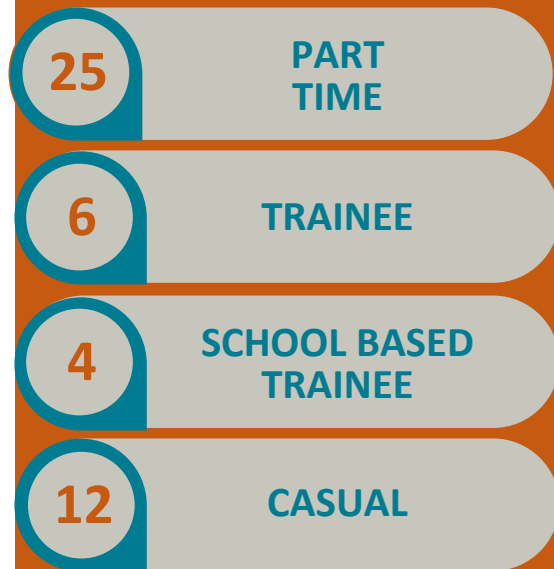 25
PART
TIME
6
TRAINEE
4
SCHOOL BASED
TRAINEE
12
CASUAL